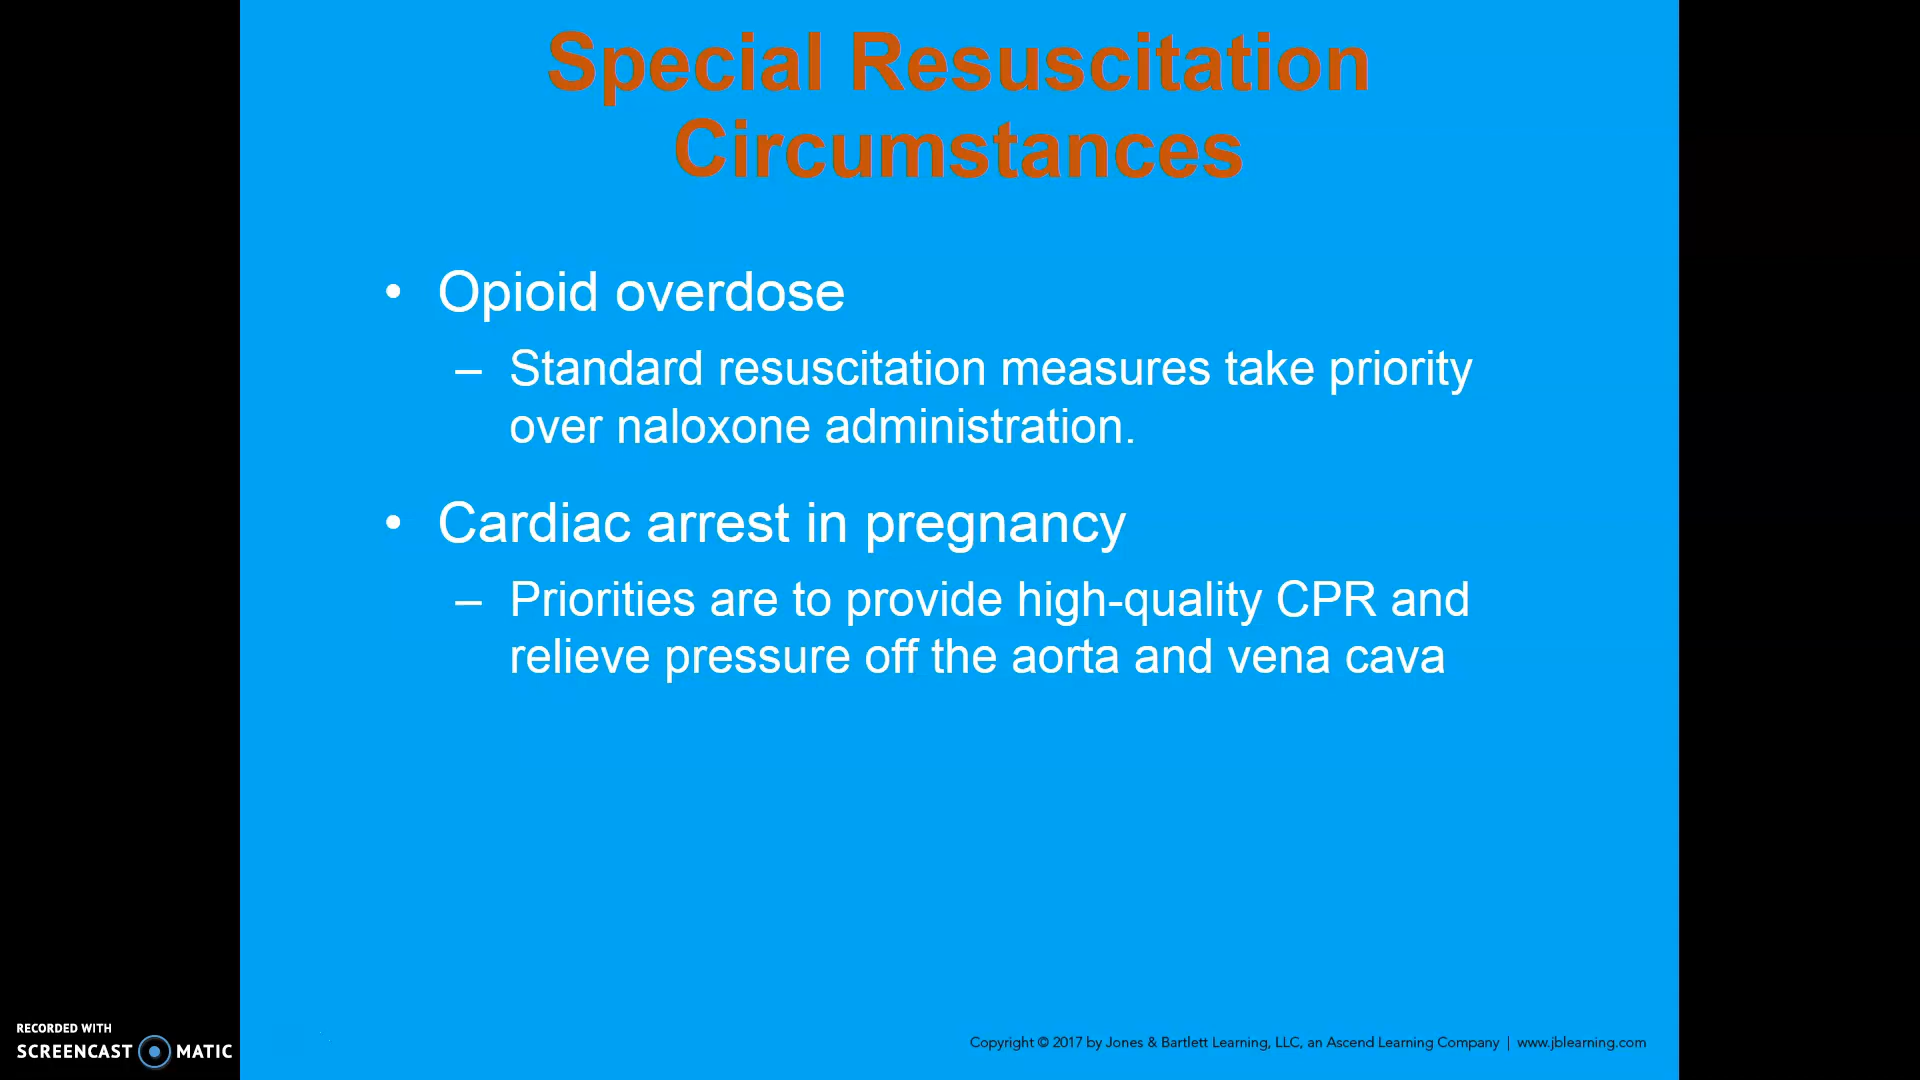 Special Resuscitation
Circumstances
• Opioid overdose
– Standard resuscitation measures take priority
over naloxone administration.
• Cardiac arrest in pregnancy
– Priorities are to provide high-quality CPR and
relieve pressure off the aorta and vena cava
RECORDED WITH
SCREENCAST MATIC
Copyright © 2017 by Jones & Bartlett Learning, LLC, an Ascend Learning Company | www.jblearning.com